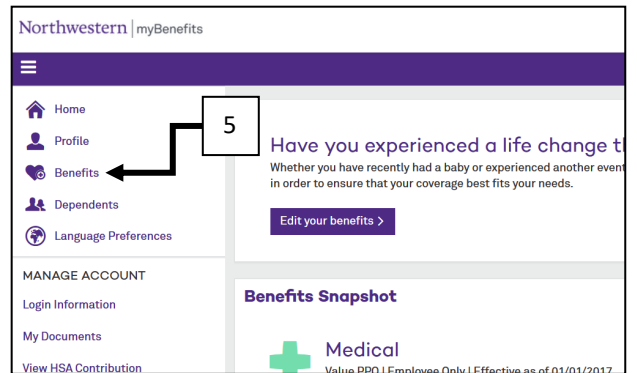 Northwestern | myBenefits
Home
Profile
Benefits
Dependents
Language Preferences
MANAGE ACCOUNT
Login Information
My Documents
View HSA Contribution
5
Have you experienced a life change t
Whether you have recently had a baby or experienced another event
in order to ensure that your coverage best fits your needs.
Edit your benefits >
Benefits Snapshot
Medical
Value PPO | Employee Only | Effective as of 01/01/2017